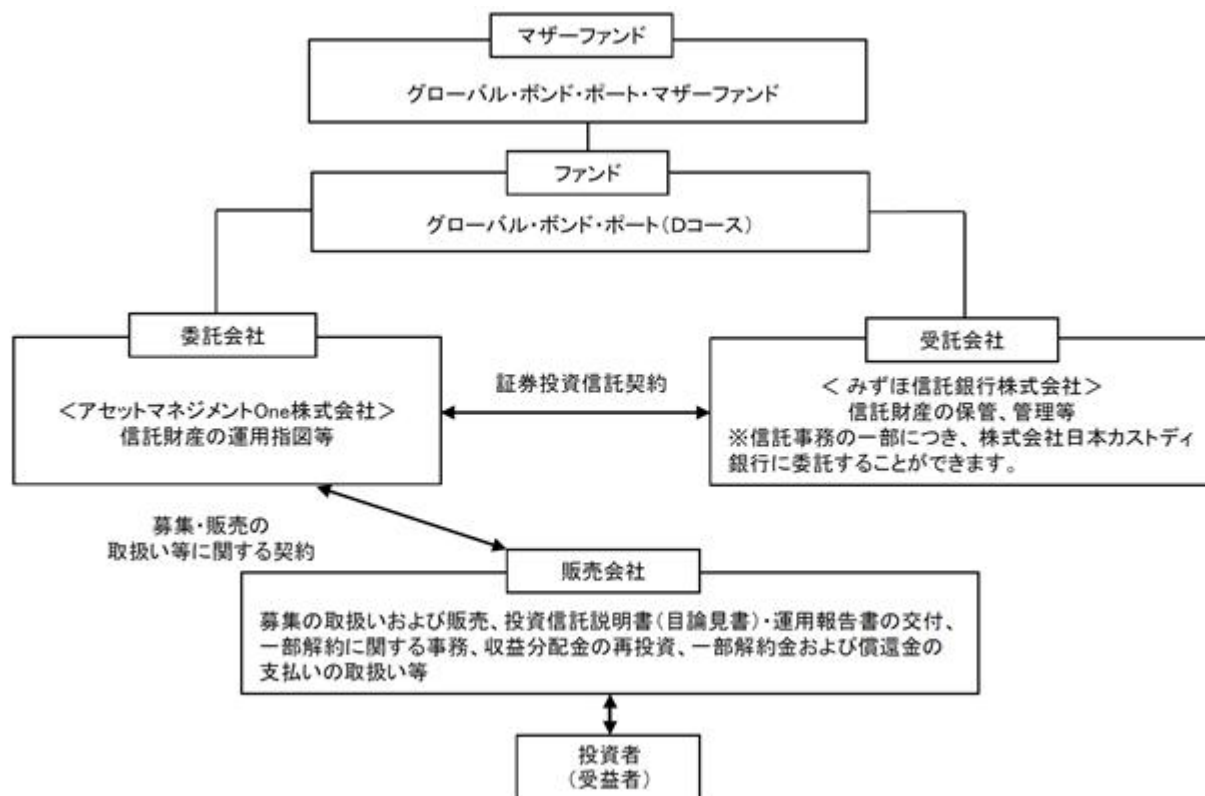 マザーファンド
グローバル・ボンド・ポート・マザーファンド
ファンド
グローバル・ボンド・ポート(Dコース)
委託会社
＜アセットマネジメントOne株式会社＞
信託財産の運用指図等
証券投資信託契約
受託会社
＜ みずほ信託銀行株式会社＞
信託財産の保管、管理等
※信託事務の一部につき、株式会社日本カストディ
銀行に委託することができます。
募集・販売の
取扱い等に関する契約
販売会社
募集の取扱いおよび販売、投資信託説明書(目論見書)・運用報告書の交付、
一部解約に関する事務、収益分配金の再投資、一部解約金および償還金の
支払いの取扱い等
投資者
(受益者)